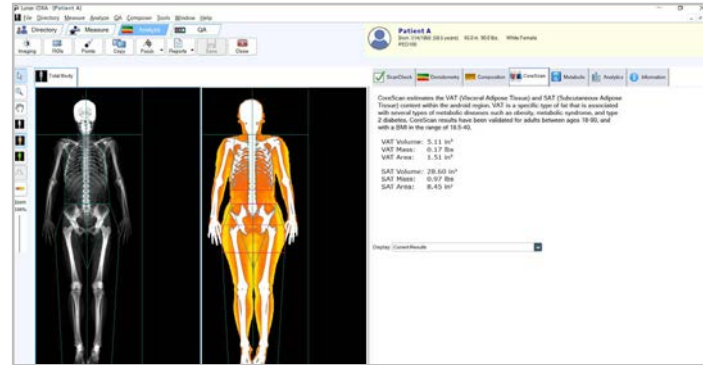 Lunar iDXA [Patient A]
File Directory Measure Analyze QA Composer Tools Window Help
Directory Measure Analysis QA
Imaging ROIs Points Copy Focus Reports Save Close
Patient A
White Female
Total Body
ScanCheck Densitometry Composition CoreScan Metabolic Analytics Information
CoreScan estimates the VAT (Visceral Adipose Tissue) and SAT (Subcutaneous Adipose
Tissue) content within the android region. VAT is a specific type of fat that is associated
with several types of metabolic diseases such as obesity, metabolic syndrome, and type
2 diabetes. CoreScan results have been validated for adults between ages 18-90, and
with a BMI in the range of 18.5-40.
VAT Volume: 5.11 in³
VAT Mass: 0.17 lbs
VAT Area: 1.51 in²
SAT Volume: 28.60 in³
SAT Mass: 0.97 lbs
SAT Area: 8.45 in²
Display: Current Results